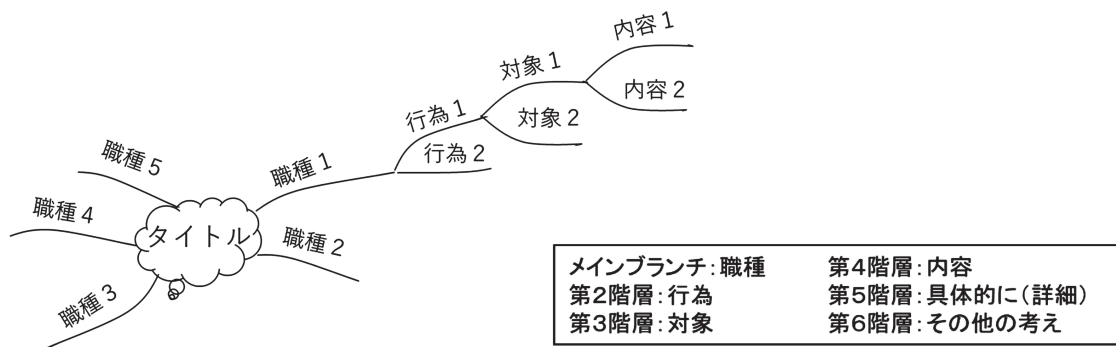 内容 1
対象 1
内容 2
行為 1
対象 2
行為 2
職種 5
職種 1
職種 4
タイトル
職種 2
職種 3
メインブランチ：職種
第2階層：行為
第3階層：対象
第4階層：内容
第5階層：具体的に（詳細）
第6階層：その他の考え